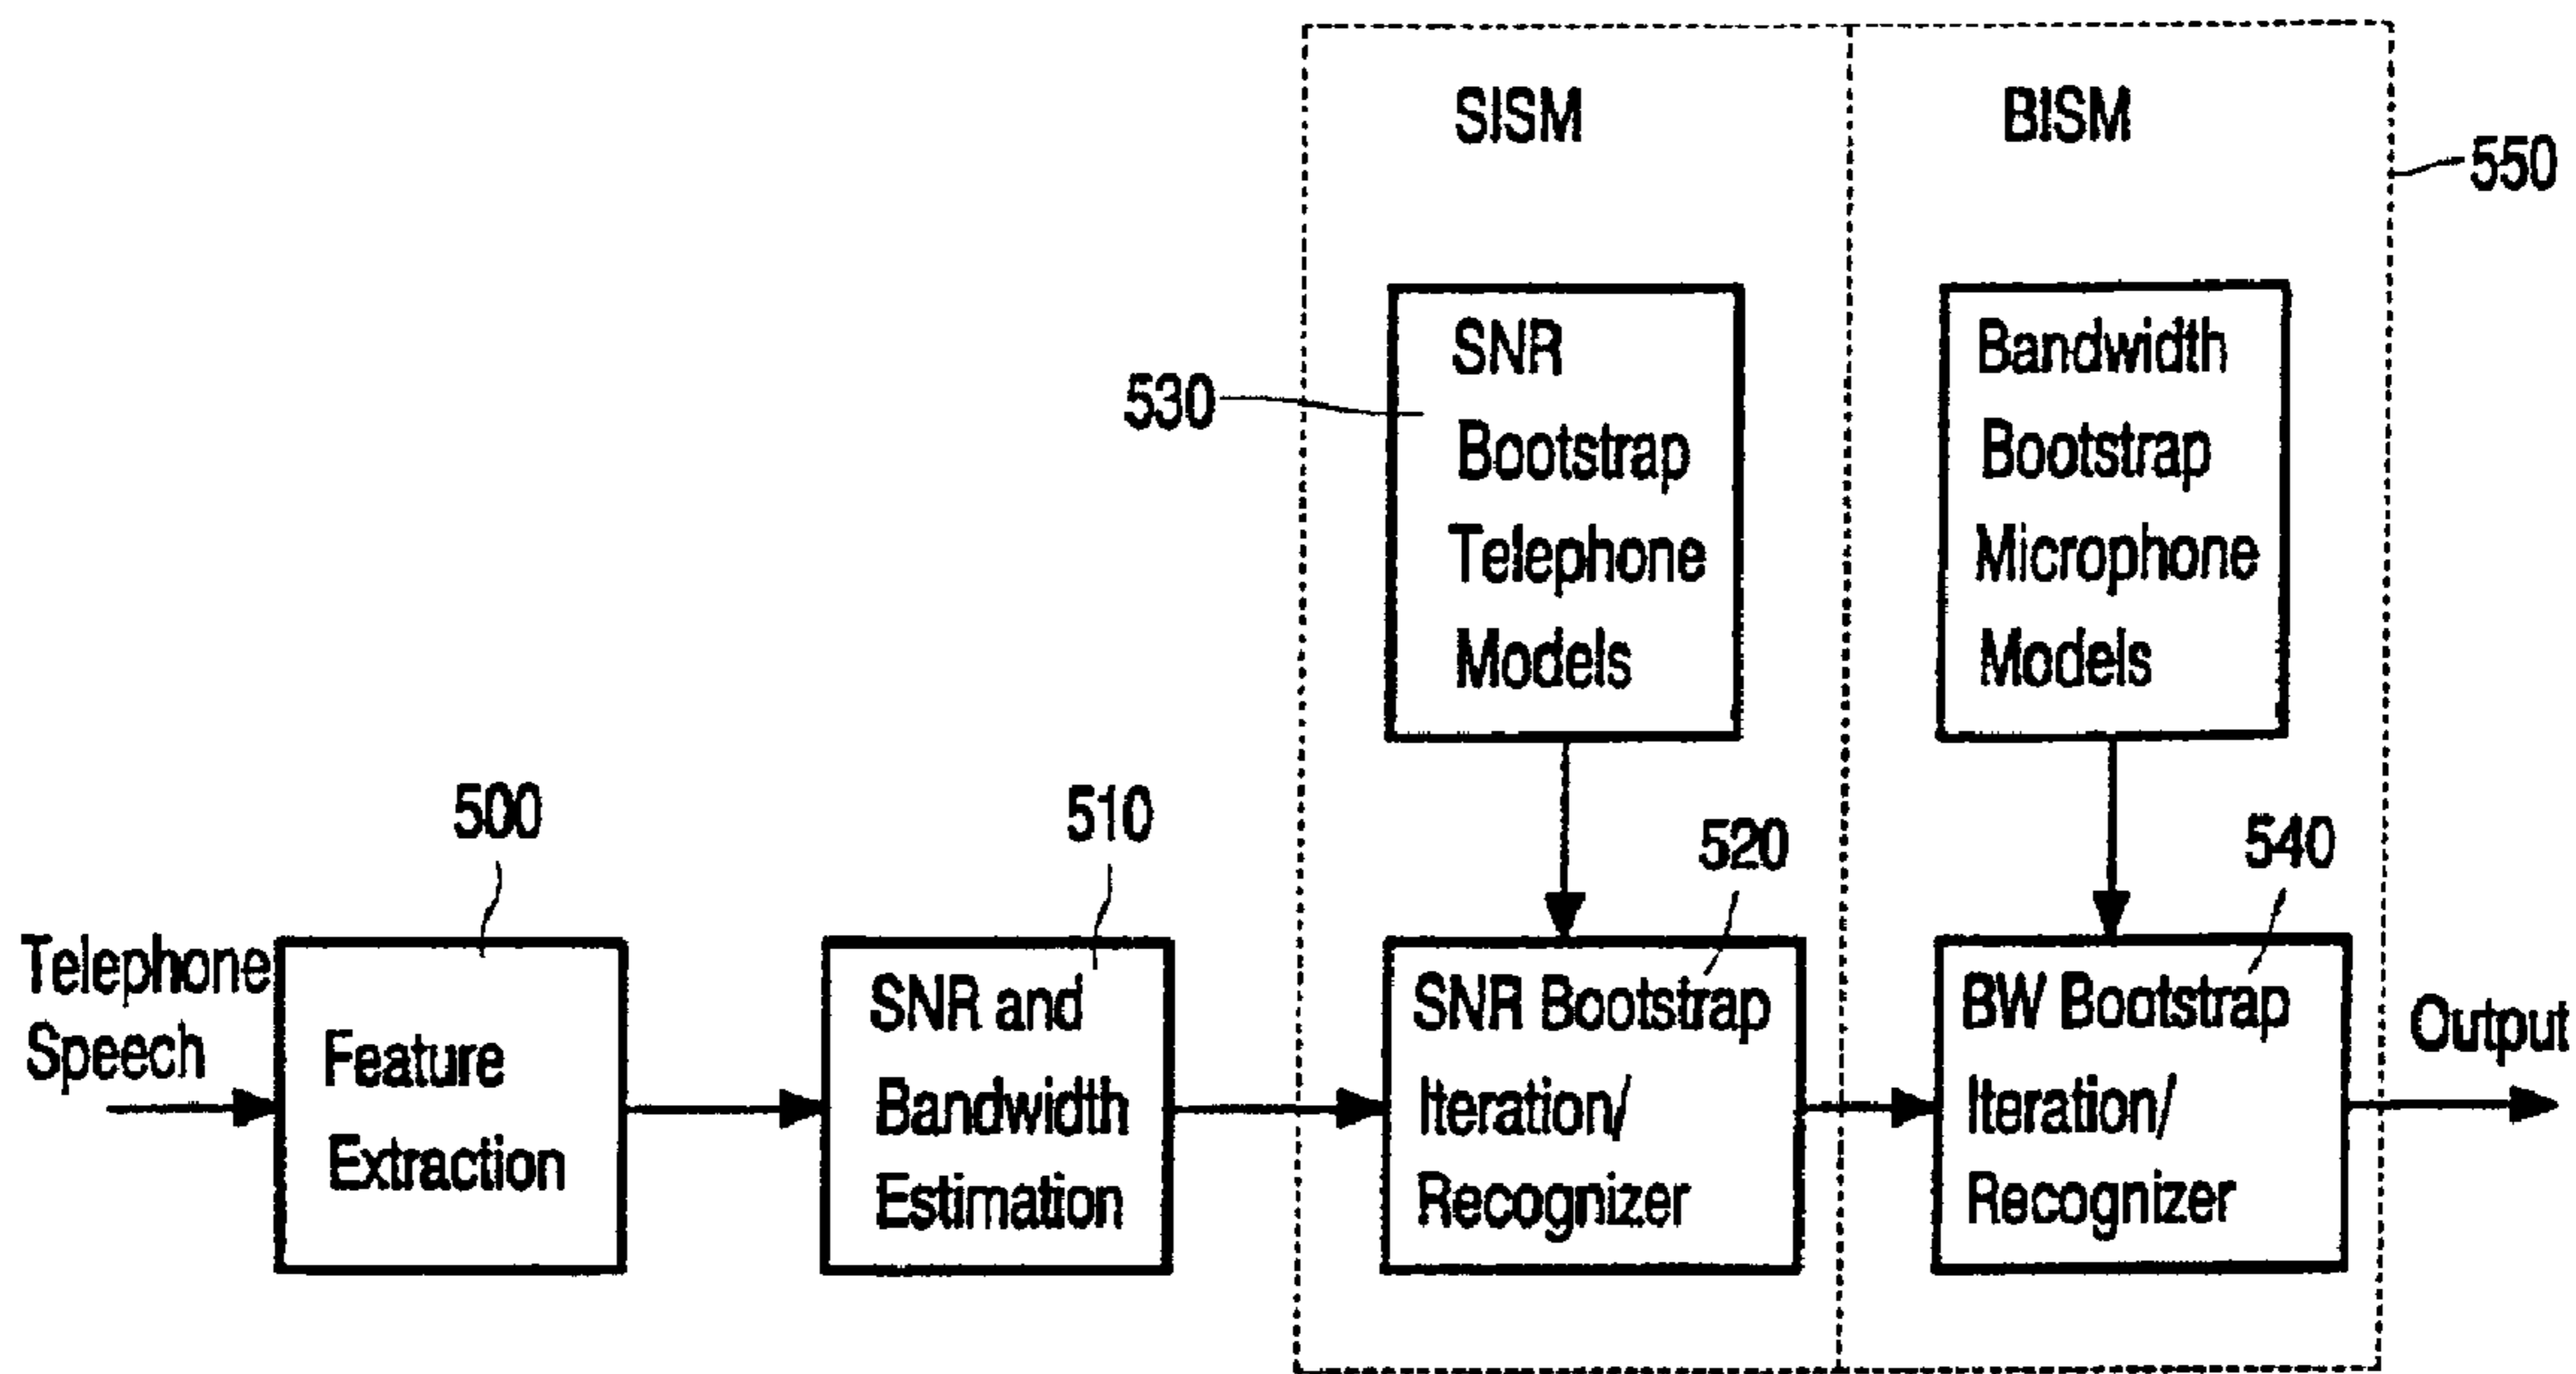 SISM
BISM
550
SNR
Bootstrap
Telephone
Models
Bandwidth
Bootstrap
Microphone
Models
530
500
510
520
540
Telephone
Speech
Feature
Extraction
SNR and
Bandwidth
Estimation
SNR Bootstrap
Iteration/
Recognizer
BW Bootstrap
Iteration/
Recognizer
Output